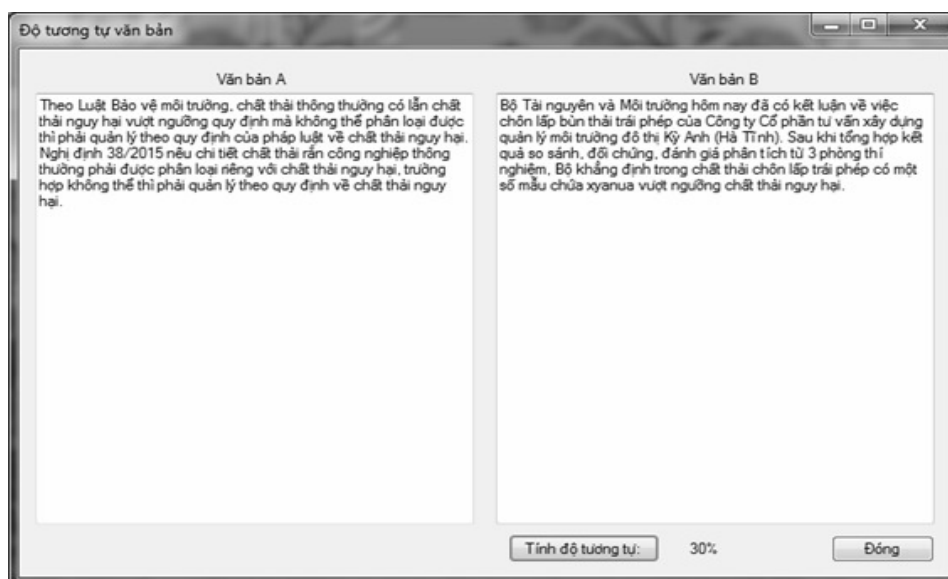 Độ tương tự văn bản
Văn bản A
Theo Luật Bảo vệ môi trường, chất thải thông thường có lẫn chất
thải nguy hại vượt ngưỡng quy định mà không thể phân loại được
thì phải quản lý theo quy định của pháp luật về chất thải nguy hại.
Nghị định 38/2015 nêu chi tiết chất thải rắn công nghiệp thông
thường phải được phân loại riêng với chất thải nguy hại, trường
hợp không thể thì phải quản lý theo quy định về chất thải nguy
hại.
Văn bản B
Bộ Tài nguyên và Môi trường hôm nay đã có kết luận về việc
chôn lấp bùn thải trái phép của Công ty Cổ phần tư vấn xây dựng
quản lý môi trường đô thị Kỳ Anh (Hà Tĩnh). Sau khi tổng hợp kết
quả so sánh, đối chứng, đánh giá phân tích từ 3 phòng thí
nghiệm, Bộ khẳng định trong chất thải chôn lấp trái phép có một
số mẫu chứa xyanua vượt ngưỡng chất thải nguy hại.
Tính độ tương tự: 30% Đóng